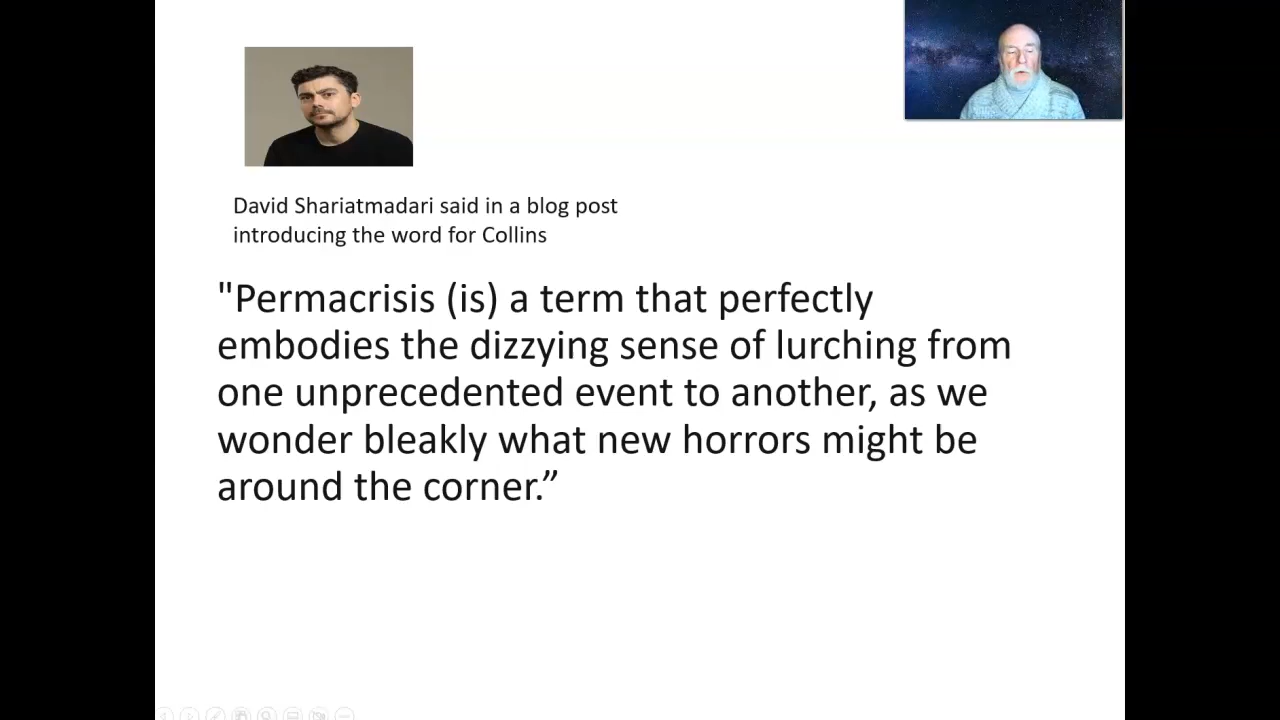 David Shariatmadari said in a blog post
introducing the word for Collins
"Permacrisis (is) a term that perfectly
embodies the dizzying sense of lurching from
one unprecedented event to another, as we
wonder bleakly what new horrors might be
around the corner.”